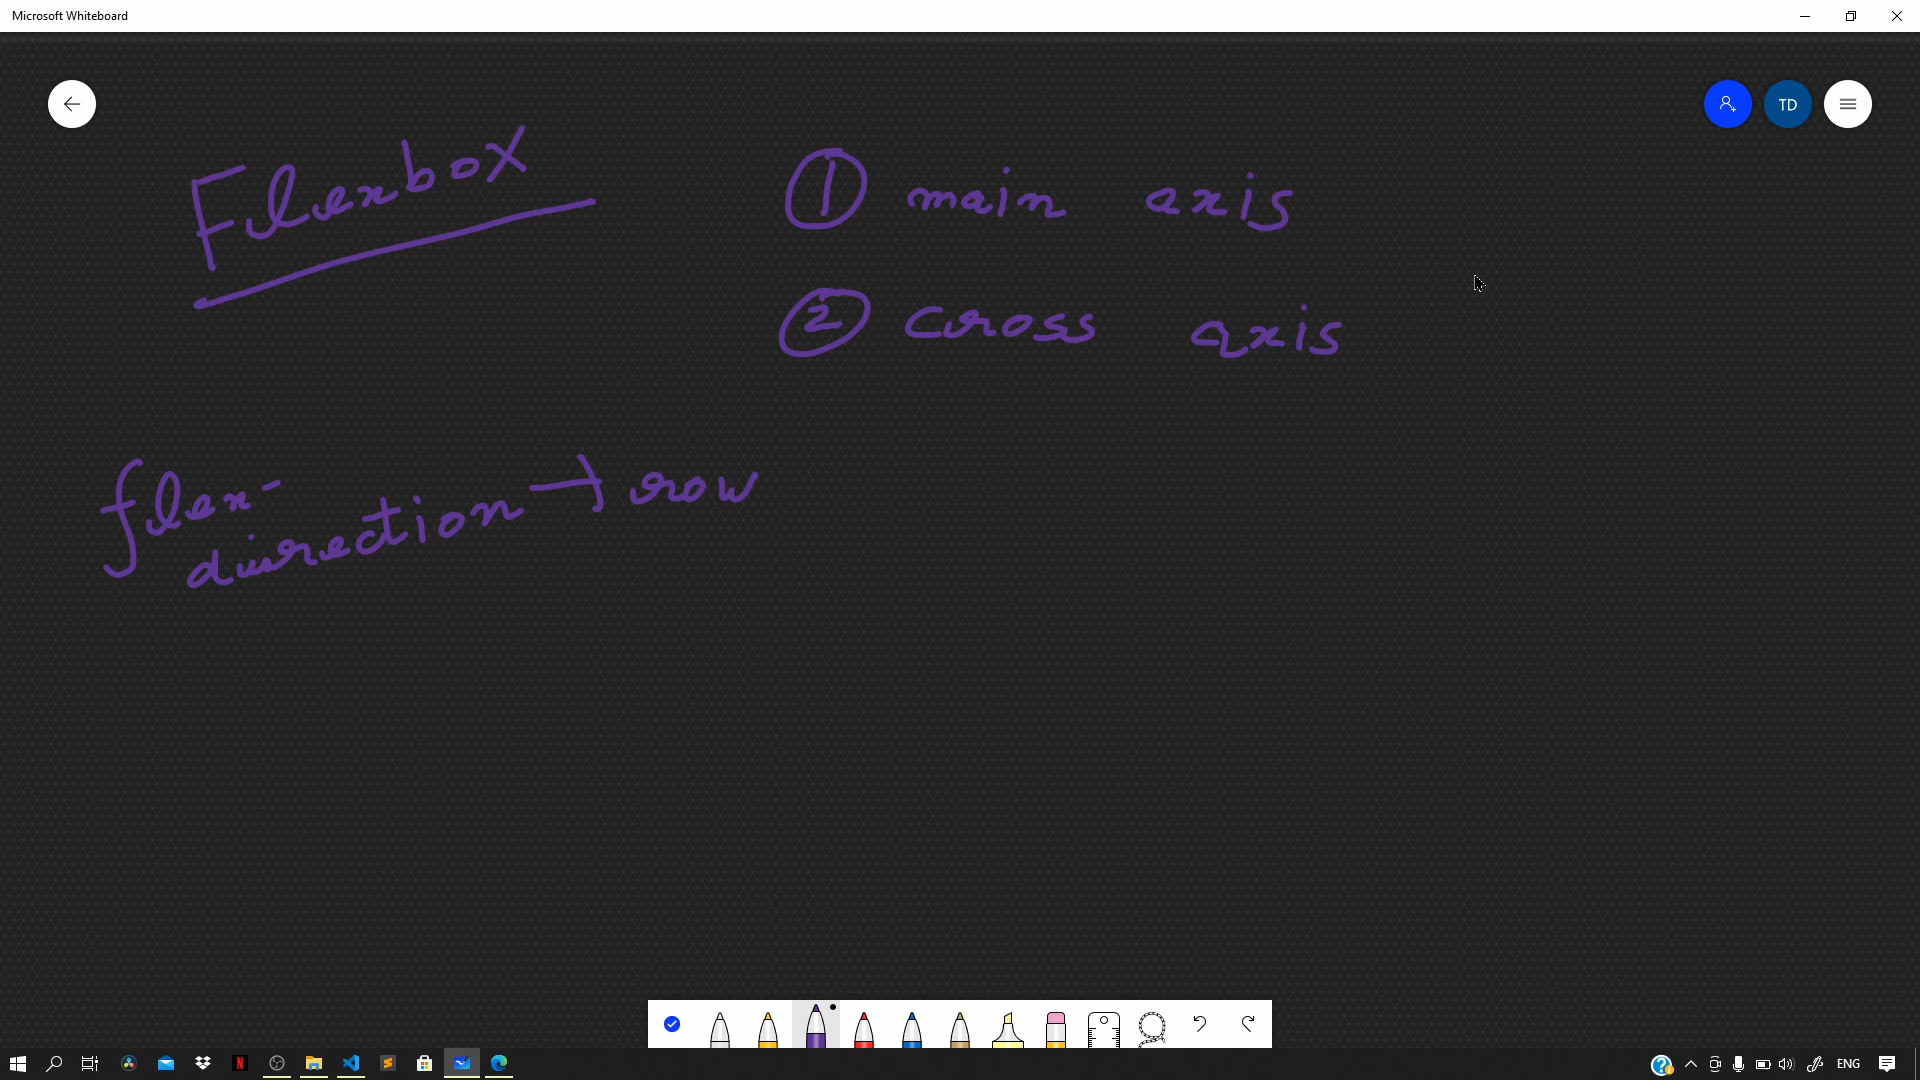 Microsoft Whiteboard
TD
Flexbox
① main axis
② cross axis
flex-
direction → row
ENG